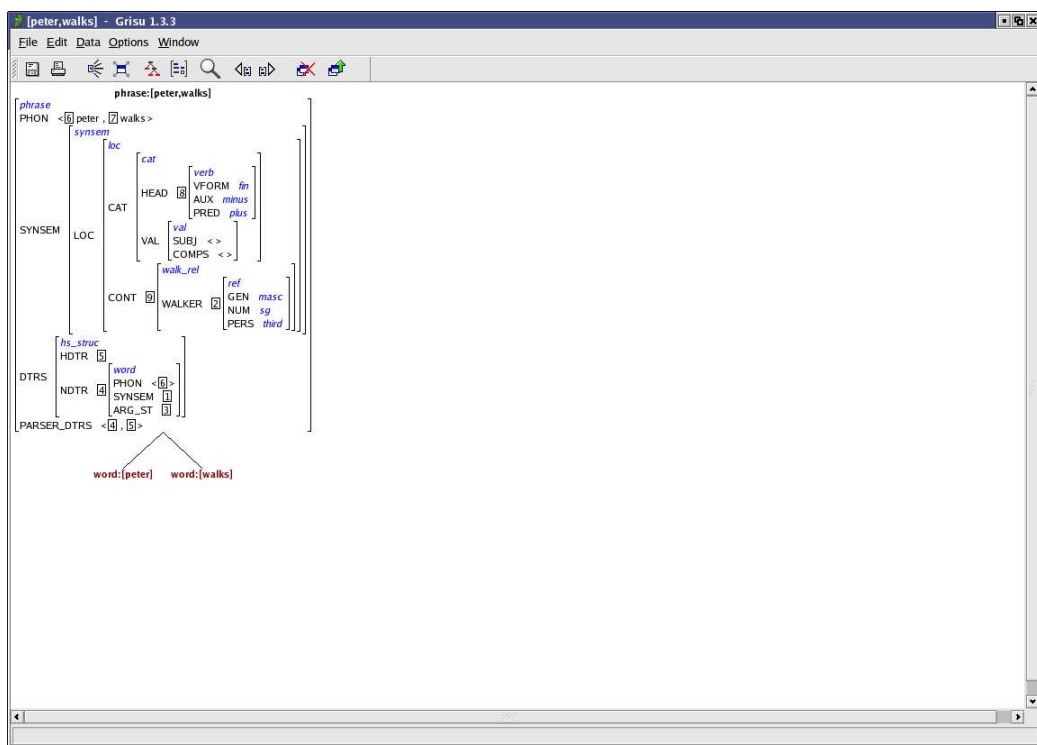 [peter,walks] - Grisu 1.3.3
File Edit Data Options Window
phrase:[peter,walks]
phrase
PHON < 6 peter , 7 walks >
synsem
loc
cat
verb
HEAD 8 VFORM fin
AUX minus
PRED plus
CAT
val
SYNSEM LOC VAL SUBJ < >
COMPS < >
walk_rel
ref
CONT 9 WALKER 2 GEN masc
NUM sg
PERS third
hs_struc
HDTR 5
word
DTRS PHON < 6 >
NDTR 4 SYNSEM 1
ARG_ST 3
PARSER_DTRS < 4 , 5 >
word:[peter] word:[walks]